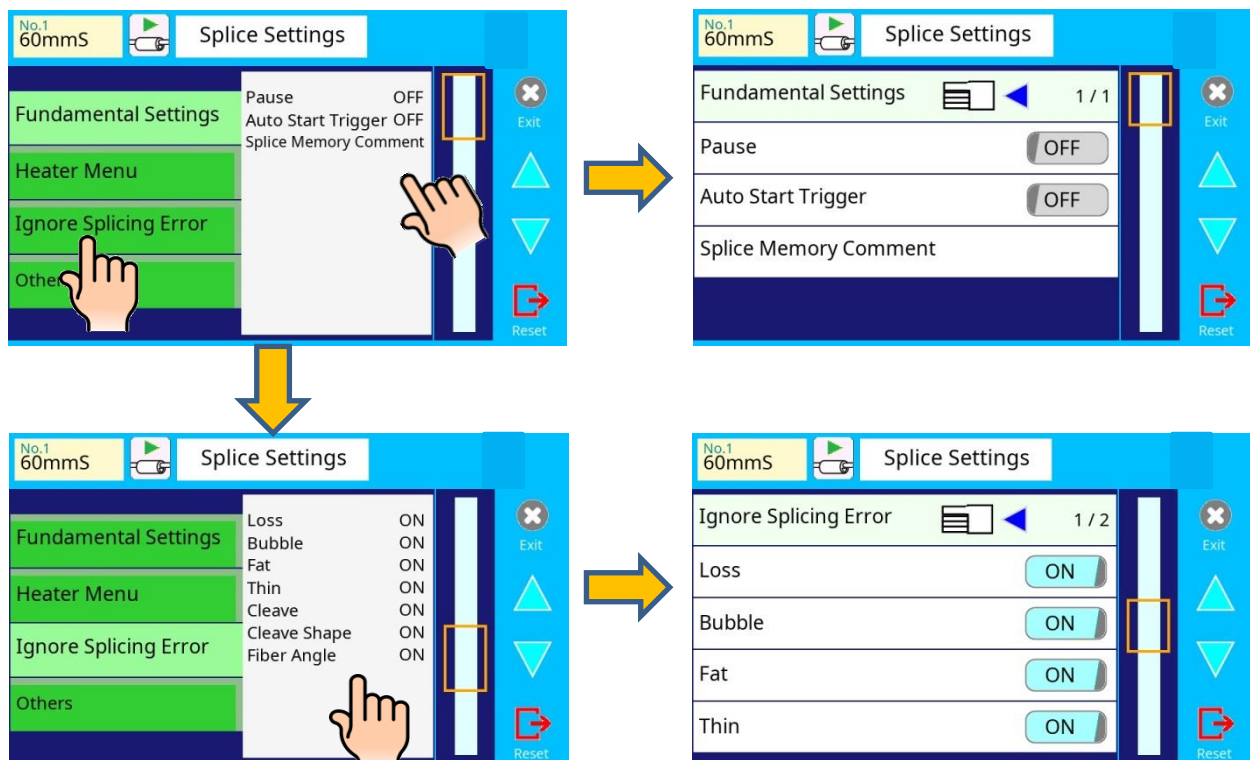 No.1
60mmS
Splice Settings
Fundamental Settings
Heater Menu
Ignore Splicing Error
Othe
Pause OFF
Auto Start Trigger OFF
Splice Memory Comment
Exit
Reset
No.1
60mmS
Splice Settings
Fundamental Settings 1 / 1
Pause OFF
Auto Start Trigger OFF
Splice Memory Comment
Exit
Reset
No.1
60mmS
Splice Settings
Fundamental Settings
Heater Menu
Ignore Splicing Error
Others
Loss ON
Bubble ON
Fat ON
Thin ON
Cleave ON
Cleave Shape ON
Fiber Angle ON
Exit
Reset
No.1
60mmS
Splice Settings
Ignore Splicing Error 1 / 2
Loss ON
Bubble ON
Fat ON
Thin ON
Exit
Reset